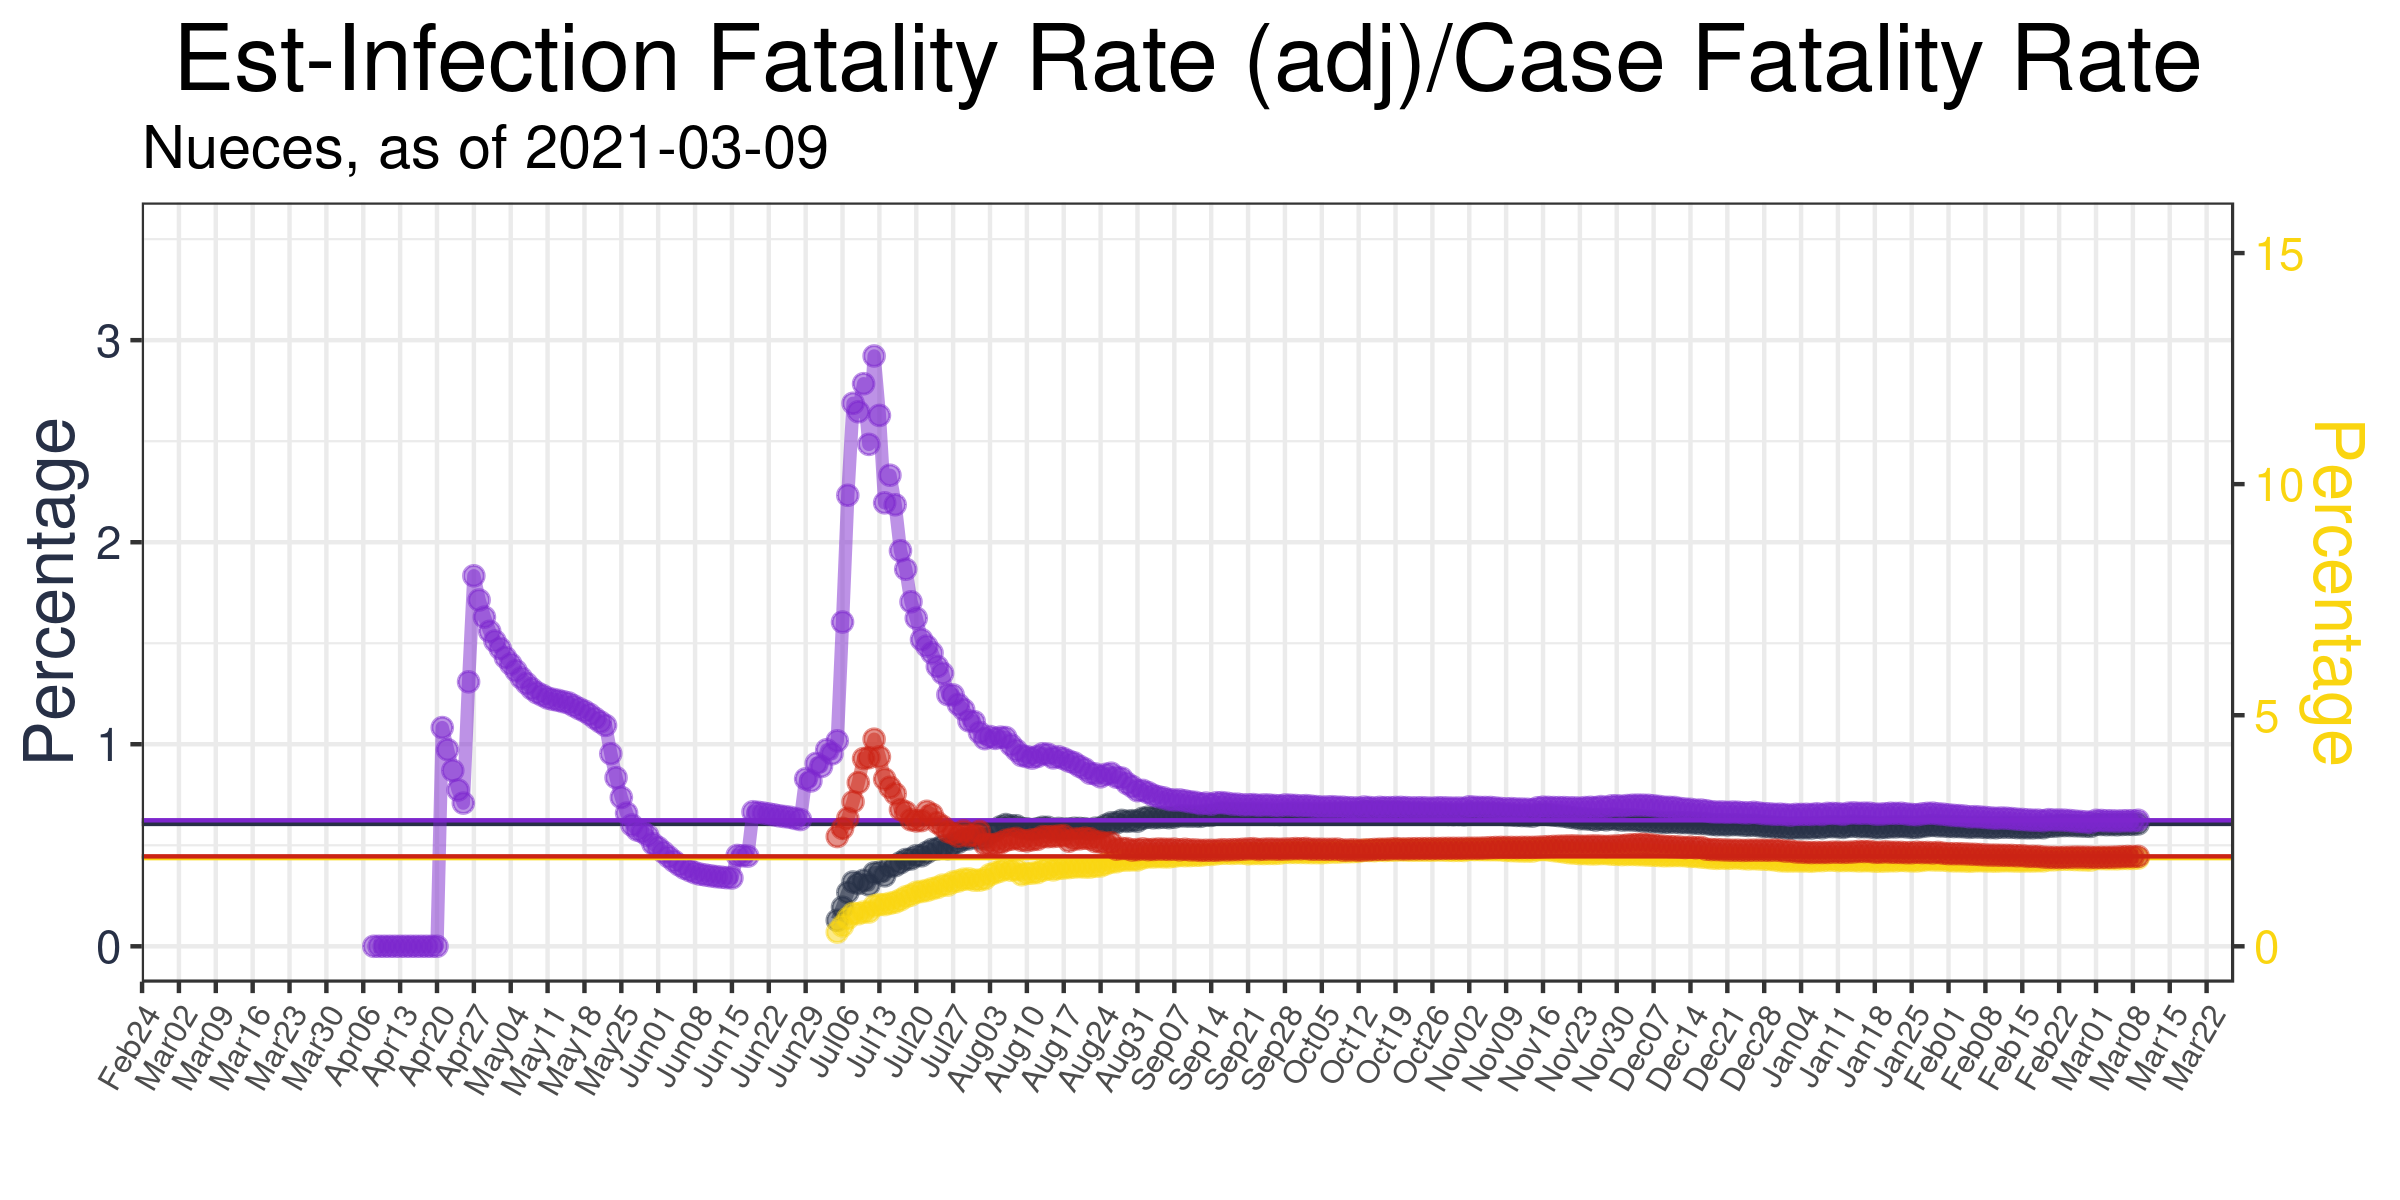 Est-Infection Fatality Rate (adj)/Case Fatality Rate
Nueces, as of 2021-03-09
Percentage
3
2
1
0
15
10
5
0
Percentage
Feb24
Mar02
Mar09
Mar16
Mar23
Mar30
Apr06
Apr13
Apr20
Apr27
May04
May11
May18
May25
Jun01
Jun08
Jun15
Jun22
Jun29
Jul06
Jul13
Jul20
Jul27
Aug03
Aug10
Aug17
Aug24
Aug31
Sep07
Sep14
Sep21
Sep28
Oct05
Oct12
Oct19
Oct26
Nov02
Nov09
Nov16
Nov23
Nov30
Dec07
Dec14
Dec21
Dec28
Jan04
Jan11
Jan18
Jan25
Feb01
Feb08
Feb15
Feb22
Mar01
Mar08
Mar15
Mar22